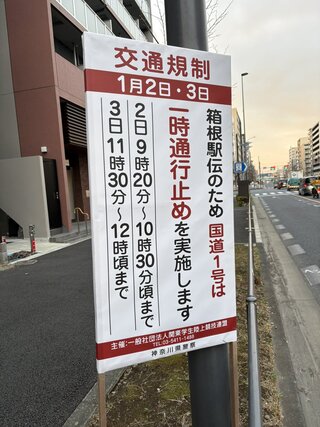 交通規制
1月2日・3日
箱根駅伝のため 国道1号は
一時通行止めを実施します
2日 9時20分~10時30分頃まで
3日11時30分~12時頃まで
主催:一般社団法人関東学生陸上競技連盟
TEL:03-5411-1488
神奈川県警察